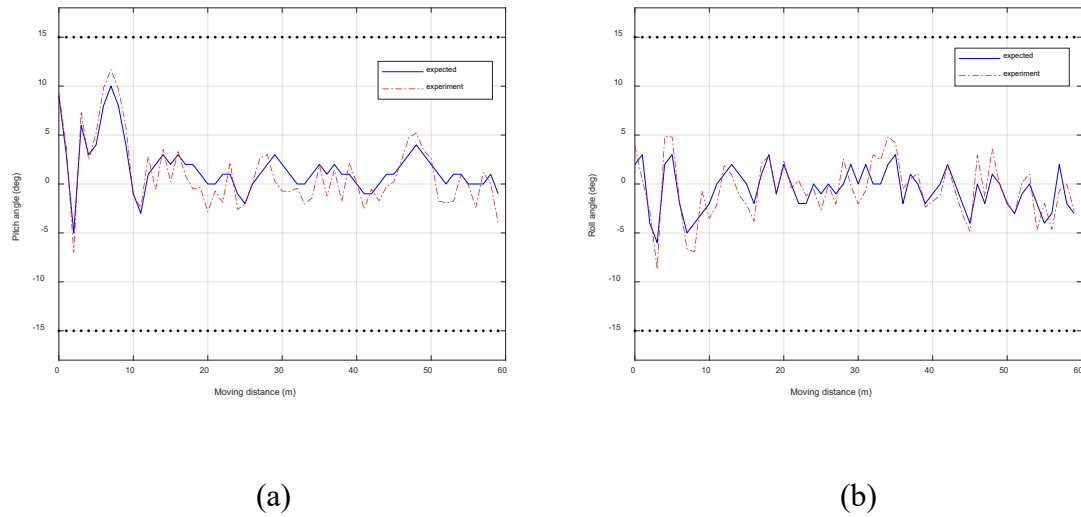 15
10
5
0
-5
-10
-15
Pitch angle (deg)
expected
experiment
0 10 20 30 40 50 60
Moving distance (m)
(a)
15
10
5
0
-5
-10
-15
Roll angle (deg)
expected
experiment
0 10 20 30 40 50 60
Moving distance (m)
(b)